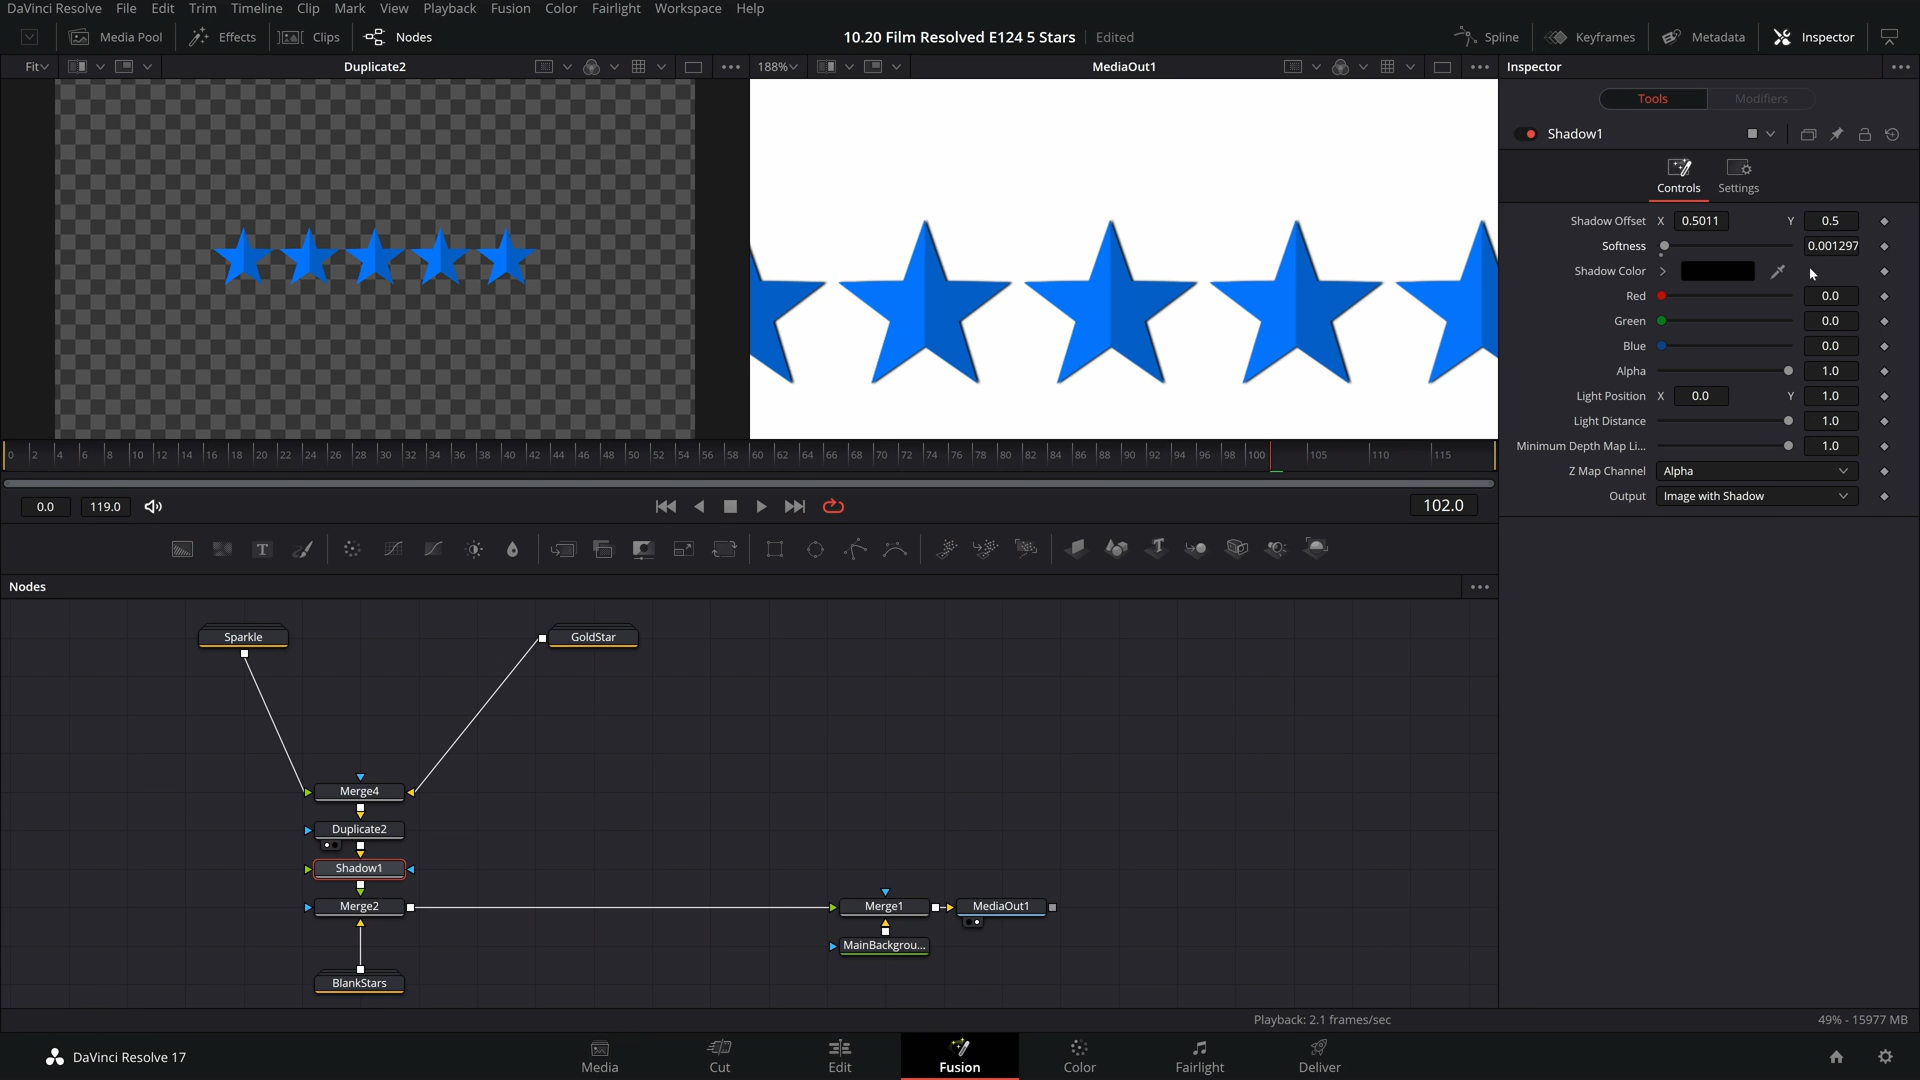 DaVinci Resolve File Edit Trim Timeline Clip Mark View Playback Fusion Color Fairlight Workspace Help
Media Pool Effects Clips Nodes 10.20 Film Resolved E124 5 Stars Edited Spline Keyframes Metadata Inspector
Fit Duplicate2 188% MediaOut1 Inspector
Tools Modifiers
Shadow1
Controls Settings
Shadow Offset X 0.5011 Y 0.5
Softness 0.001297
Shadow Color
Red 0.0
Green 0.0
Blue 0.0
Alpha 1.0
Light Position X 0.0 Y 1.0
Light Distance 1.0
Minimum Depth Map Li... 1.0
Z Map Channel Alpha
Output Image with Shadow
0 2 4 6 8 10 12 14 16 18 20 22 24 26 28 30 32 34 36 38 40 42 44 46 48 50 52 54 56 58 60 62 64 66 68 70 72 74 76 78 80 82 84 86 88 90 92 94 96 98 100 105 110 115
0.0 119.0 102.0
Nodes
Sparkle GoldStar
Merge4
Duplicate2
Shadow1
Merge2 Merge1 MediaOut1
MainBackgrou...
BlankStars
Playback: 2.1 frames/sec 49% - 15977 MB
DaVinci Resolve 17 Media Cut Edit Fusion Color Fairlight Deliver